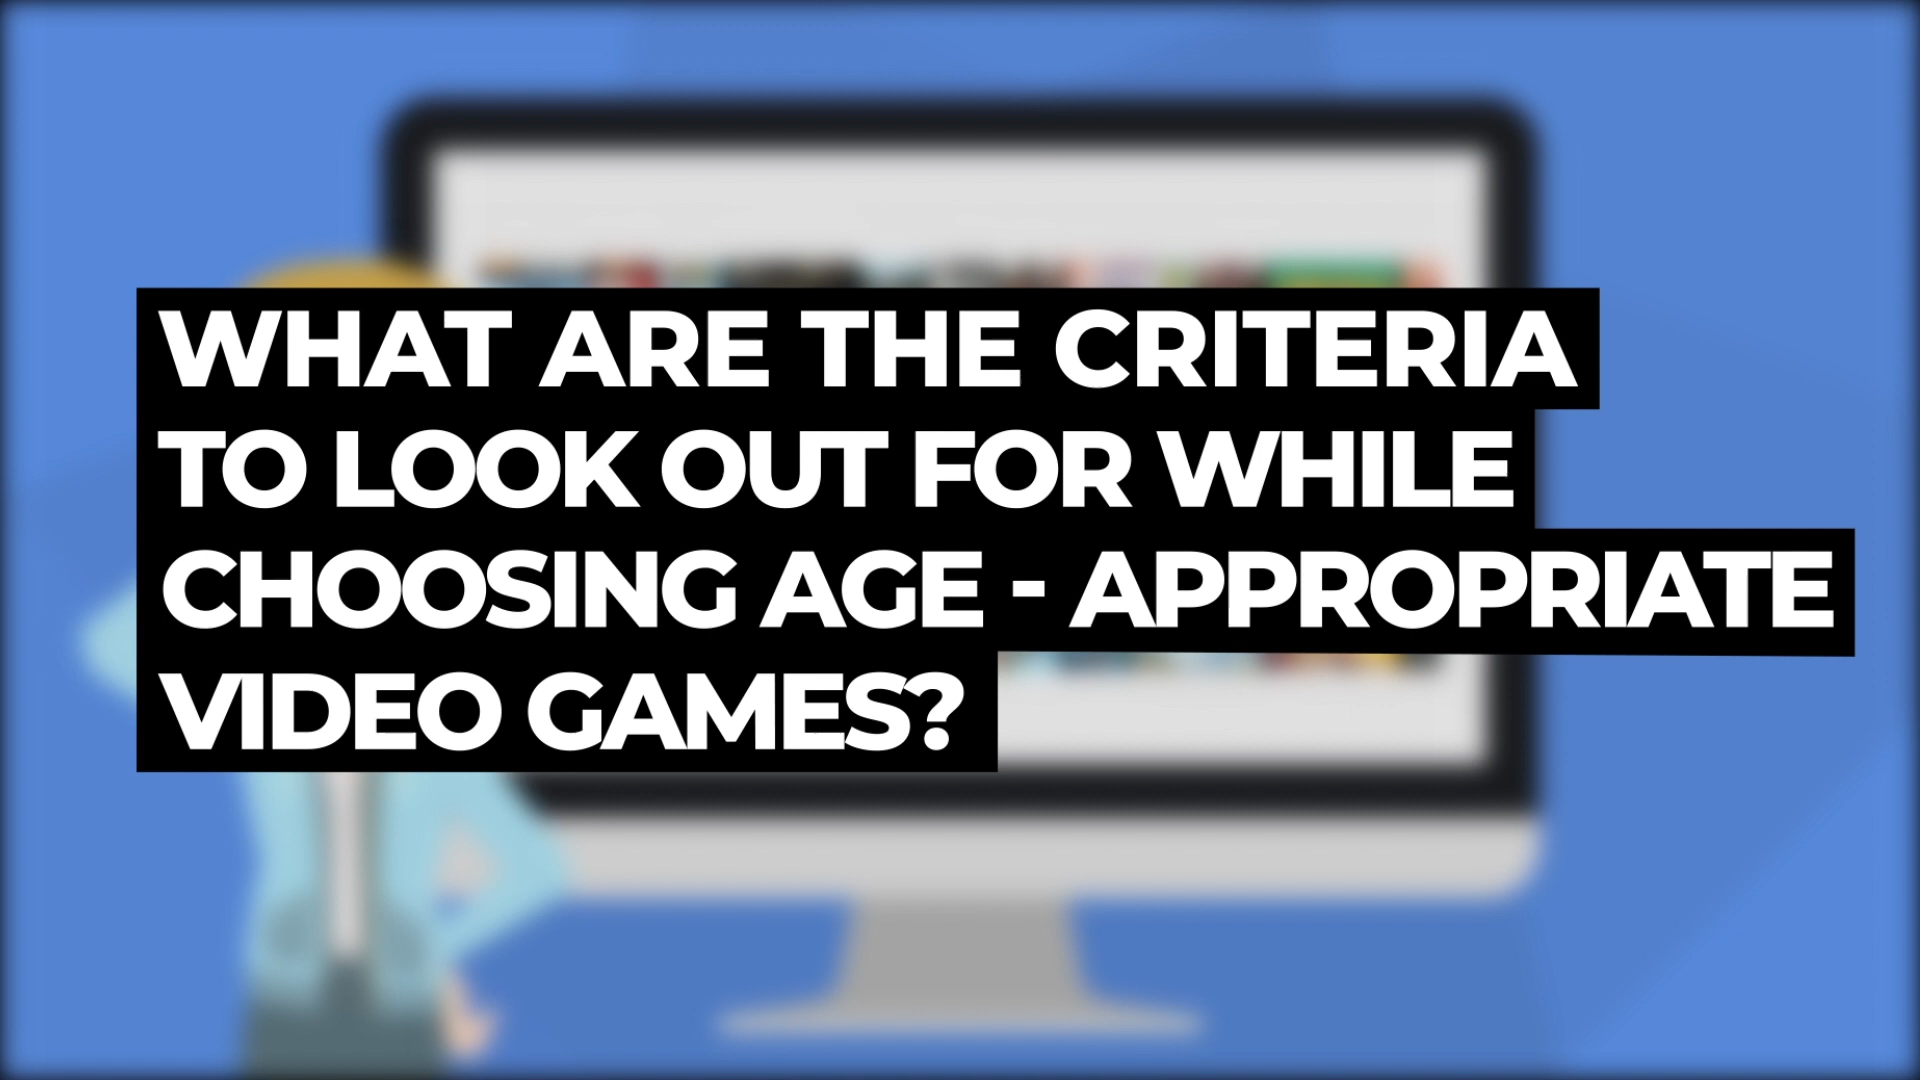 WHAT ARE THE CRITERIA
TO LOOK OUT FOR WHILE
CHOOSING AGE - APPROPRIATE
VIDEO GAMES?